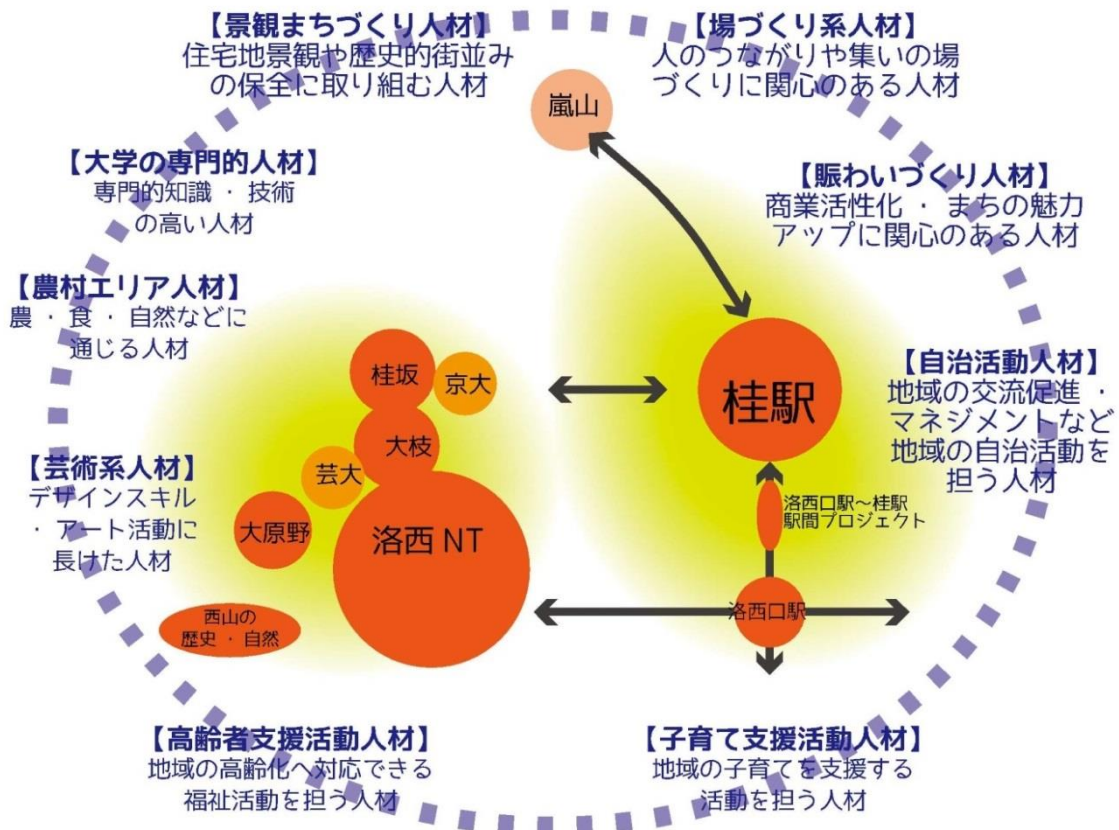 【景観まちづくり人材】
住宅地景観や歴史的街並み
の保全に取り組む人材
【場づくり系人材】
人のつながりや集いの場
づくりに関心のある人材
嵐山
【大学の専門的人材】
専門的知識・技術
の高い人材
【賑わいづくり人材】
商業活性化・まちの魅力
アップに関心のある人材
【農村エリア人材】
農・食・自然などに
通じる人材
桂坂
京大
桂駅
【自治活動人材】
地域の交流促進・
マネジメントなど
地域の自治活動を
担う人材
大枝
芸大
【芸術系人材】
デザインスキル
・アート活動に
長けた人材
大原野
洛西 NT
洛西口駅～桂駅
駅間プロジェクト
西山の
歴史・自然
洛西口駅
【高齢者支援活動人材】
地域の高齢化へ対応できる
福祉活動を担う人材
【子育て支援活動人材】
地域の子育てを支援する
活動を担う人材